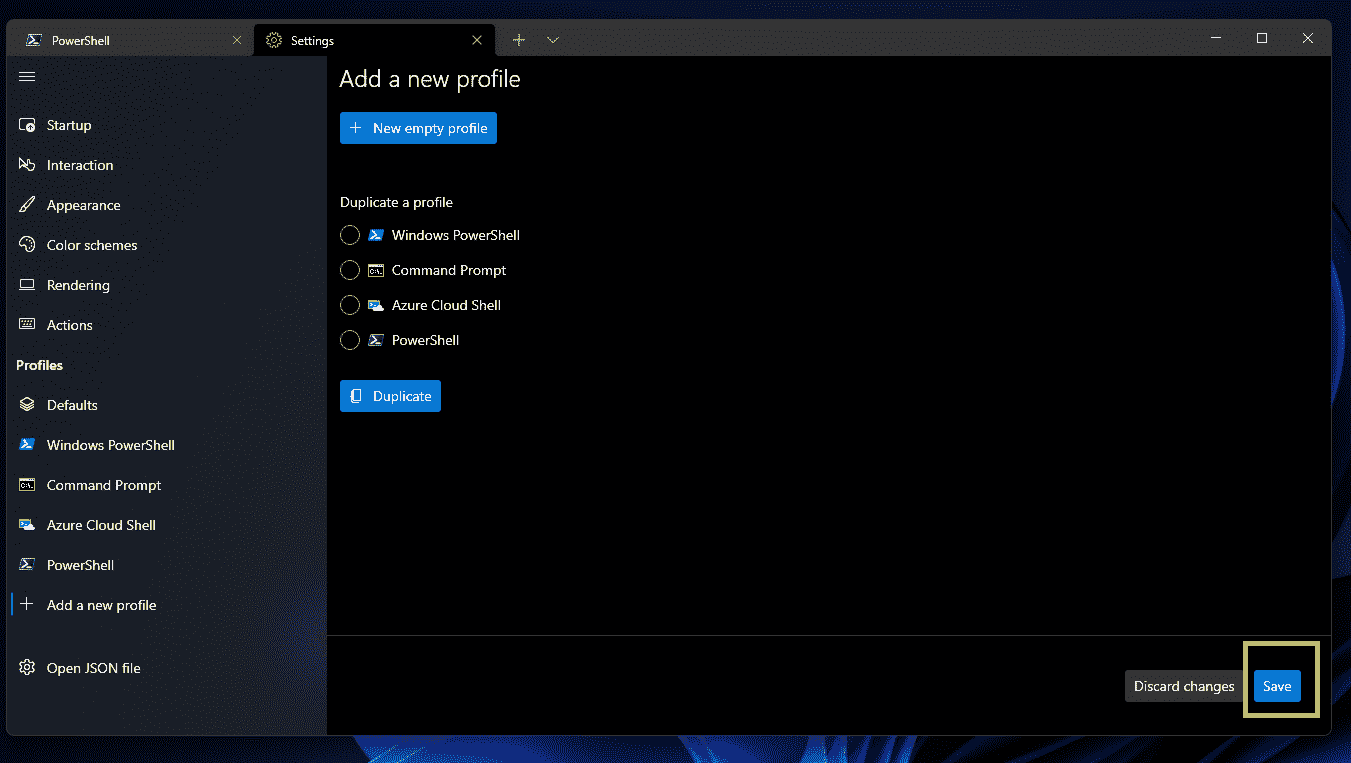 PowerShell
Settings
Startup
Interaction
Appearance
Color schemes
Rendering
Actions
Profiles
Defaults
Windows PowerShell
Command Prompt
Azure Cloud Shell
PowerShell
Add a new profile
Open JSON file
Add a new profile
New empty profile
Duplicate a profile
Windows PowerShell
Command Prompt
Azure Cloud Shell
PowerShell
Duplicate
Discard changes
Save